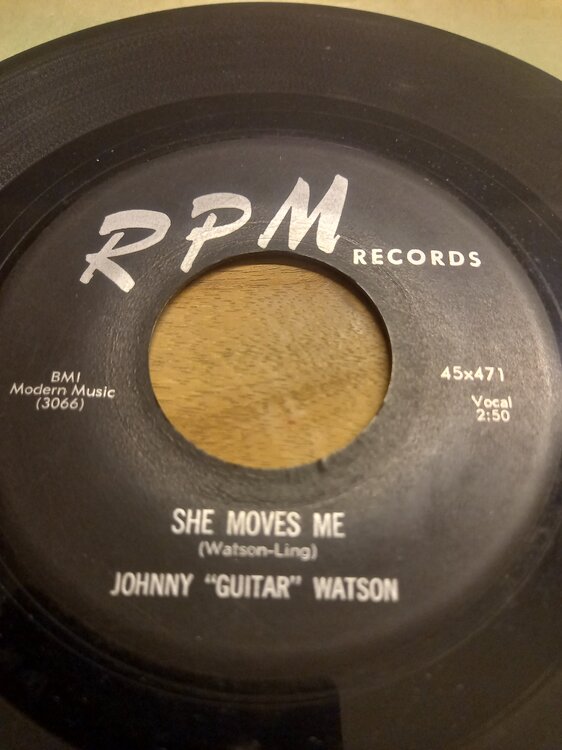 RPM RECORDS
BMI
Modern Music
(3066)
45x471
Vocal
2:50
SHE MOVES ME
(Watson-Ling)
JOHNNY "GUITAR" WATSON